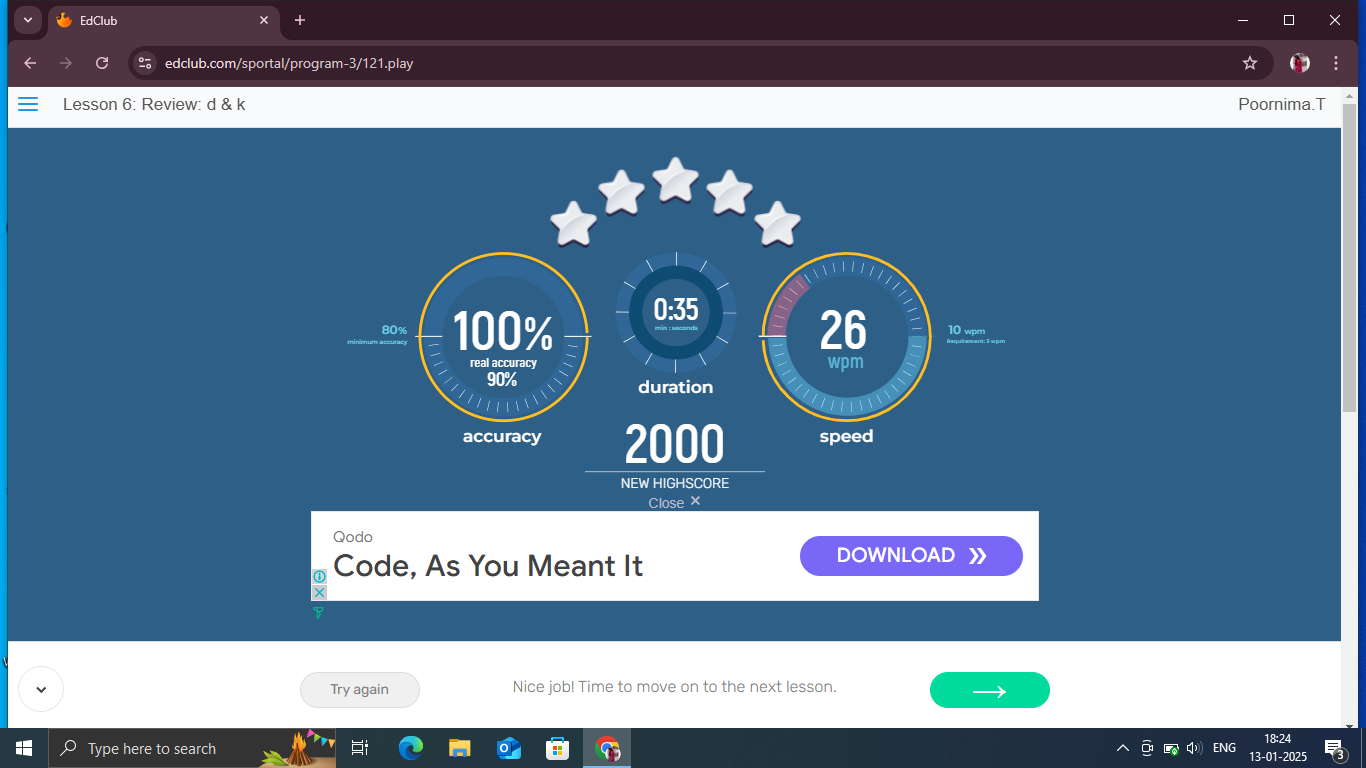 EdClub
edclub.com/sportal/program-3/121.play
Lesson 6: Review: d & k
Poornima.T
80%
minimum accuracy
100%
real accuracy
90%
accuracy
0:35
min : seconds
duration
26
wpm
speed
10 wpm
Requirement: 3 wpm
2000
NEW HIGHSCORE
Close ×
Qodo
Code, As You Meant It
DOWNLOAD »
Try again
Nice job! Time to move on to the next lesson.
→
Type here to search
ENG
18:24
13-01-2025
3